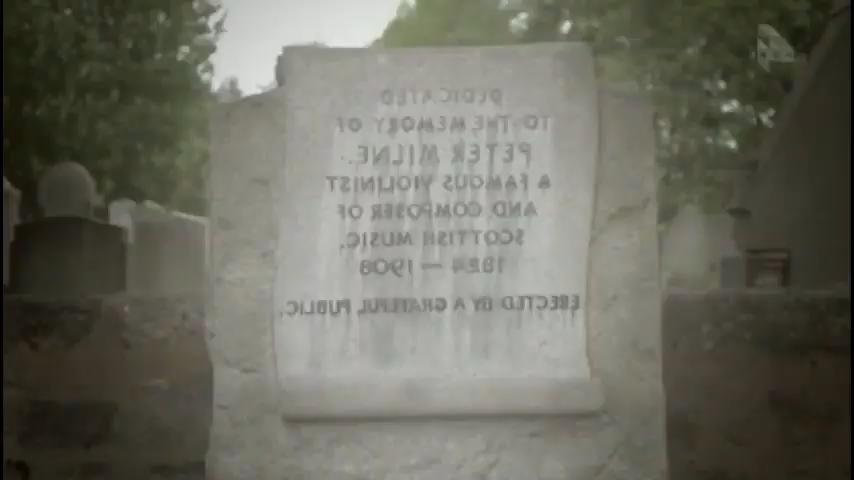 DEDICATED
TO THE MEMORY OF
PETER MILNE.
A FAMOUS VIOLINIST
AND COMPOSER OF
SCOTTISH MUSIC.
1824 — 1908
ERECTED BY A GRATEFUL PUBLIC.